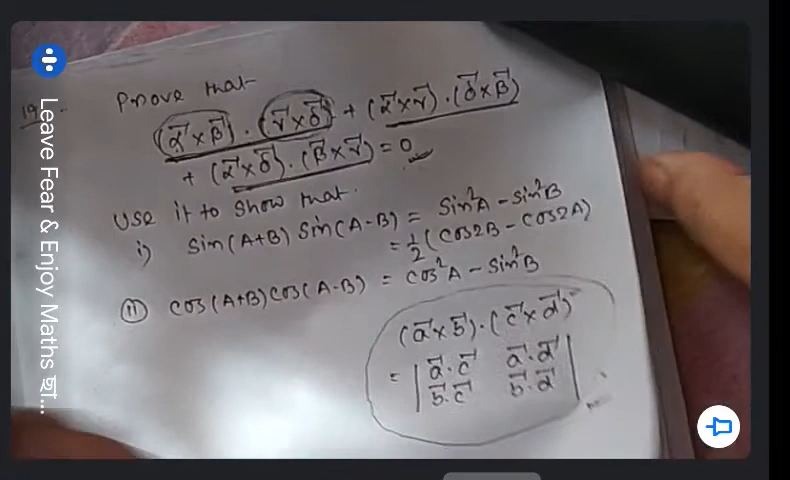 19.
Prove that
(α⃗ × β⃗) . (γ⃗ × δ⃗) + (α⃗ × γ⃗) . (δ⃗ × β⃗)
+ (α⃗ × δ⃗) . (β⃗ × γ⃗) = 0
Use it to show that.
i) Sin(A+B) Sin(A-B) = Sin²A - Sin²B
= 1/2 (cos2B - cos2A)
(ii) cos(A+B)cos(A-B) = cos²A - Sin²B
(a⃗ × b⃗) . (c⃗ × d⃗)
= | a⃗.c⃗ a⃗.d⃗ |
| b⃗.c⃗ b⃗.d⃗ |
Leave Fear & Enjoy Maths ছা...